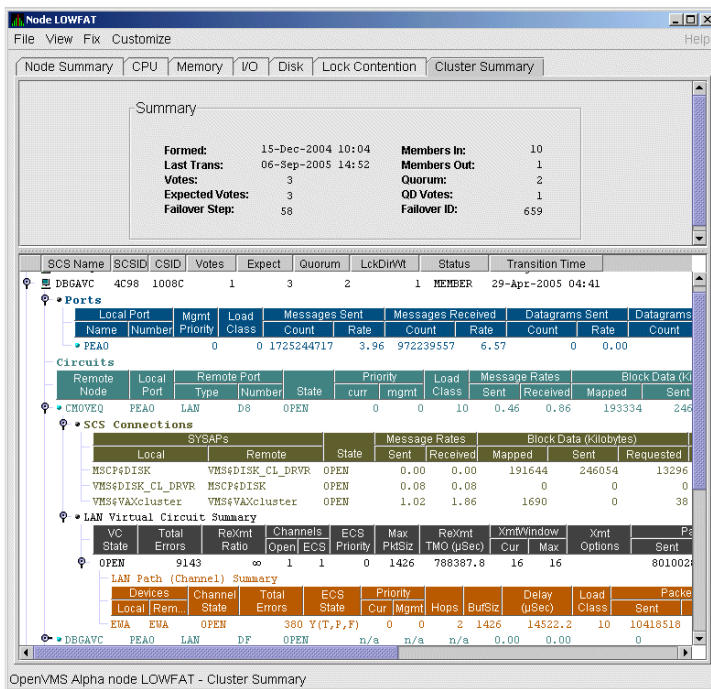 Node LOWFAT
File View Fix Customize Help
Node Summary CPU Memory I/O Disk Lock Contention Cluster Summary
Summary
Formed: 15-Dec-2004 10:04 Members In: 10
Last Trans: 06-Sep-2005 14:52 Members Out: 1
Votes: 3 Quorum: 2
Expected Votes: 3 QD Votes: 1
Failover Step: 58 Failover ID: 659
SCS Name SCSID CSID Votes Expect Quorum LckDirWt Status Transition Time
DBGAVC 4C98 1008C 1 3 2 1 MEMBER 29-Apr-2005 04:41
Ports
Local Port Mgmt Load Messages Sent Messages Received Datagrams Sent Datagrams
Name Number Priority Class Count Rate Count Rate Count Rate Count
PEA0 0 0 1725244717 3.96 972239557 6.57 0 0.00
Circuits
Remote Local Remote Port Priority Load Message Rates Block Data (Ki
Node Port Type Number State curr mgmt Class Sent Received Mapped Sent
CMOVEQ PEA0 LAN D8 OPEN 0 0 10 0.46 0.86 193334 246
SCS Connections
SYSAPs Message Rates Block Data (Kilobytes)
Local Remote State Sent Received Mapped Sent Requested
MSCP$DISK VMS$DISK_CL_DRVR OPEN 0.00 0.00 191644 246054 13296
VMS$DISK_CL_DRVR MSCP$DISK OPEN 0.08 0.08 0 0 0
VMS$VAXcluster VMS$VAXcluster OPEN 1.02 1.86 1690 0 38
LAN Virtual Circuit Summary
VC Total ReXmt Channels ECS Max ReXmt XmtWindow Xmt Pa
State Errors Ratio Open ECS Priority PktSiz TMO (µSec) Cur Max Options Sent
OPEN 9143 ∞ 1 1 0 1426 788387.8 16 16 8010028
LAN Path (Channel) Summary
Devices Channel Total ECS Priority Delay Load Packe
Local Rem... State Errors State Cur Mgmt Hops BufSiz (µSec) Class Sent
EWA EWA OPEN 380 Y(T,P,F) 0 0 2 1426 14522.2 10 10418518
DBGAVC PEA0 LAN DF OPEN n/a n/a n/a 0.00 0.00 0
OpenVMS Alpha node LOWFAT - Cluster Summary